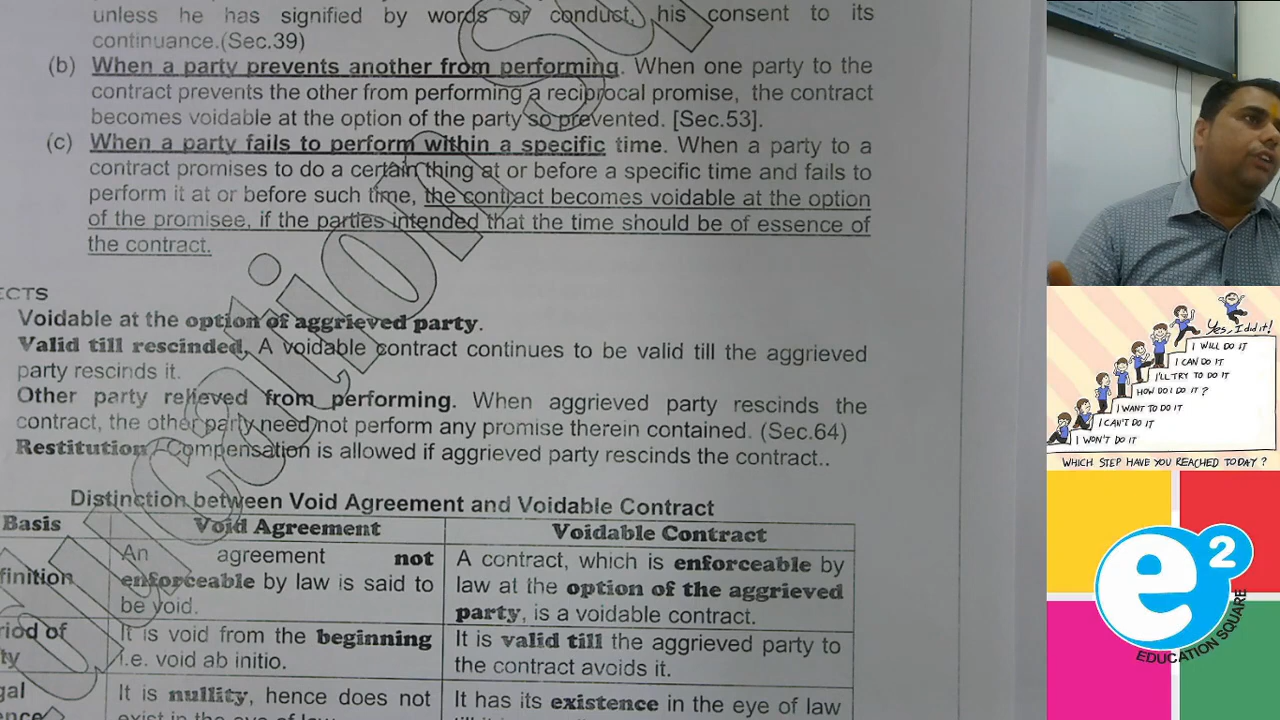 unless he has signified by words or conduct, his consent to its
continuance.(Sec.39)
(b) When a party prevents another from performing. When one party to the
contract prevents the other from performing a reciprocal promise, the contract
becomes voidable at the option of the party so prevented. [Sec.53].
(c) When a party fails to perform within a specific time. When a party to a
contract promises to do a certain thing at or before a specific time and fails to
perform it at or before such time, the contract becomes voidable at the option
of the promisee, if the parties intended that the time should be of essence of
the contract.
ECTS
Voidable at the option of aggrieved party.
Valid till rescinded, A voidable contract continues to be valid till the aggrieved
party rescinds it.
Other party relieved from performing. When aggrieved party rescinds the
contract, the other party need not perform any promise therein contained. (Sec.64)
Restitution / Compensation is allowed if aggrieved party rescinds the contract..
Distinction between Void Agreement and Voidable Contract
Basis Void Agreement Voidable Contract
finition
An agreement not
enforceable by law is said to
be void.
A contract, which is enforceable by
law at the option of the aggrieved
party, is a voidable contract.
riod of
ty
It is void from the beginning
i.e. void ab initio.
It is valid till the aggrieved party to
the contract avoids it.
gal
ence
It is nullity, hence does not
exist in the eye of law
It has its existence in the eye of law
Yes, I did it!
I WILL DO IT
I CAN DO IT
I'LL TRY TO DO IT
HOW DO I DO IT?
I WANT TO DO IT
I CAN'T DO IT
I WON'T DO IT
WHICH STEP HAVE YOU REACHED TODAY?
e2
EDUCATION SQUARE